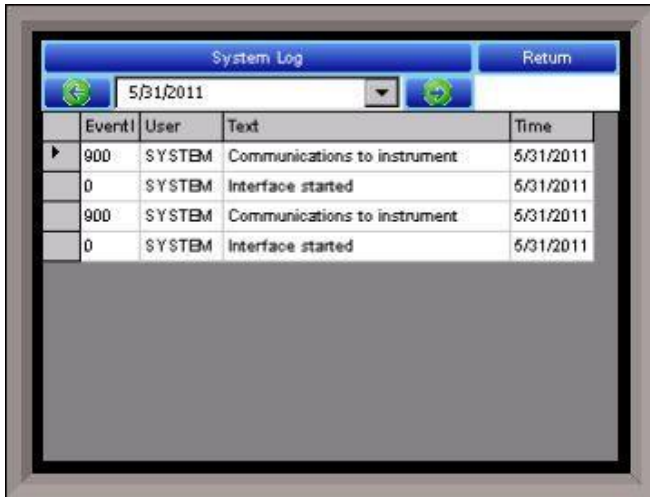 System Log Return
5/31/2011
EventI User Text Time
900 SYSTEM Communications to instrument 5/31/2011
0 SYSTEM Interface started 5/31/2011
900 SYSTEM Communications to instrument 5/31/2011
0 SYSTEM Interface started 5/31/2011